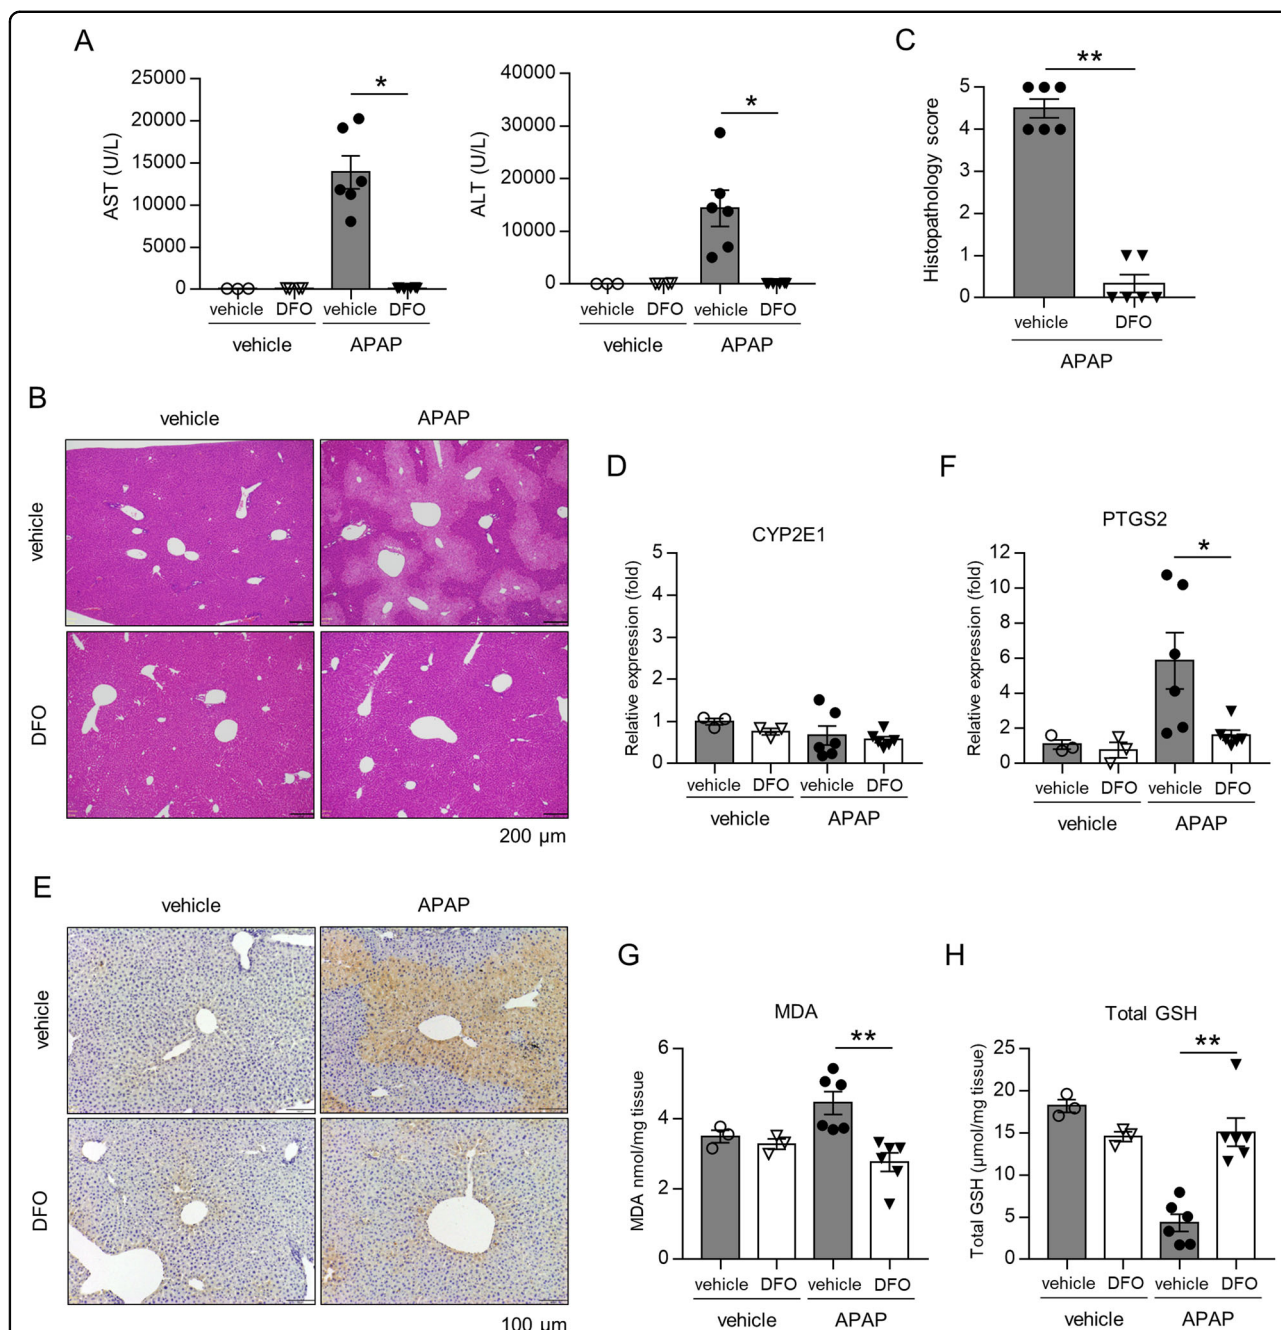 A
AST (U/L)
25000
20000
15000
10000
5000
0
*
vehicle DFO vehicle DFO
vehicle APAP
ALT (U/L)
40000
30000
20000
10000
0
*
vehicle DFO vehicle DFO
vehicle APAP
C
Histopathology score
5
4
5
4
3
2
1
0
**
vehicle DFO
APAP
B
vehicle APAP
vehicle
DFO
200 μm
D
CYP2E1
Relative expression (fold)
5
4
3
2
1
0
vehicle DFO vehicle DFO
vehicle APAP
F
PTGS2
Relative expression (fold)
12
10
8
6
4
2
0
*
vehicle DFO vehicle DFO
vehicle APAP
E
vehicle APAP
vehicle
DFO
100 μm
G
MDA
MDA nmol/mg tissue
6
4
2
0
**
vehicle DFO vehicle DFO
vehicle APAP
H
Total GSH
Total GSH (μmol/mg tissue)
25
20
15
10
5
0
**
vehicle DFO vehicle DFO
vehicle APAP